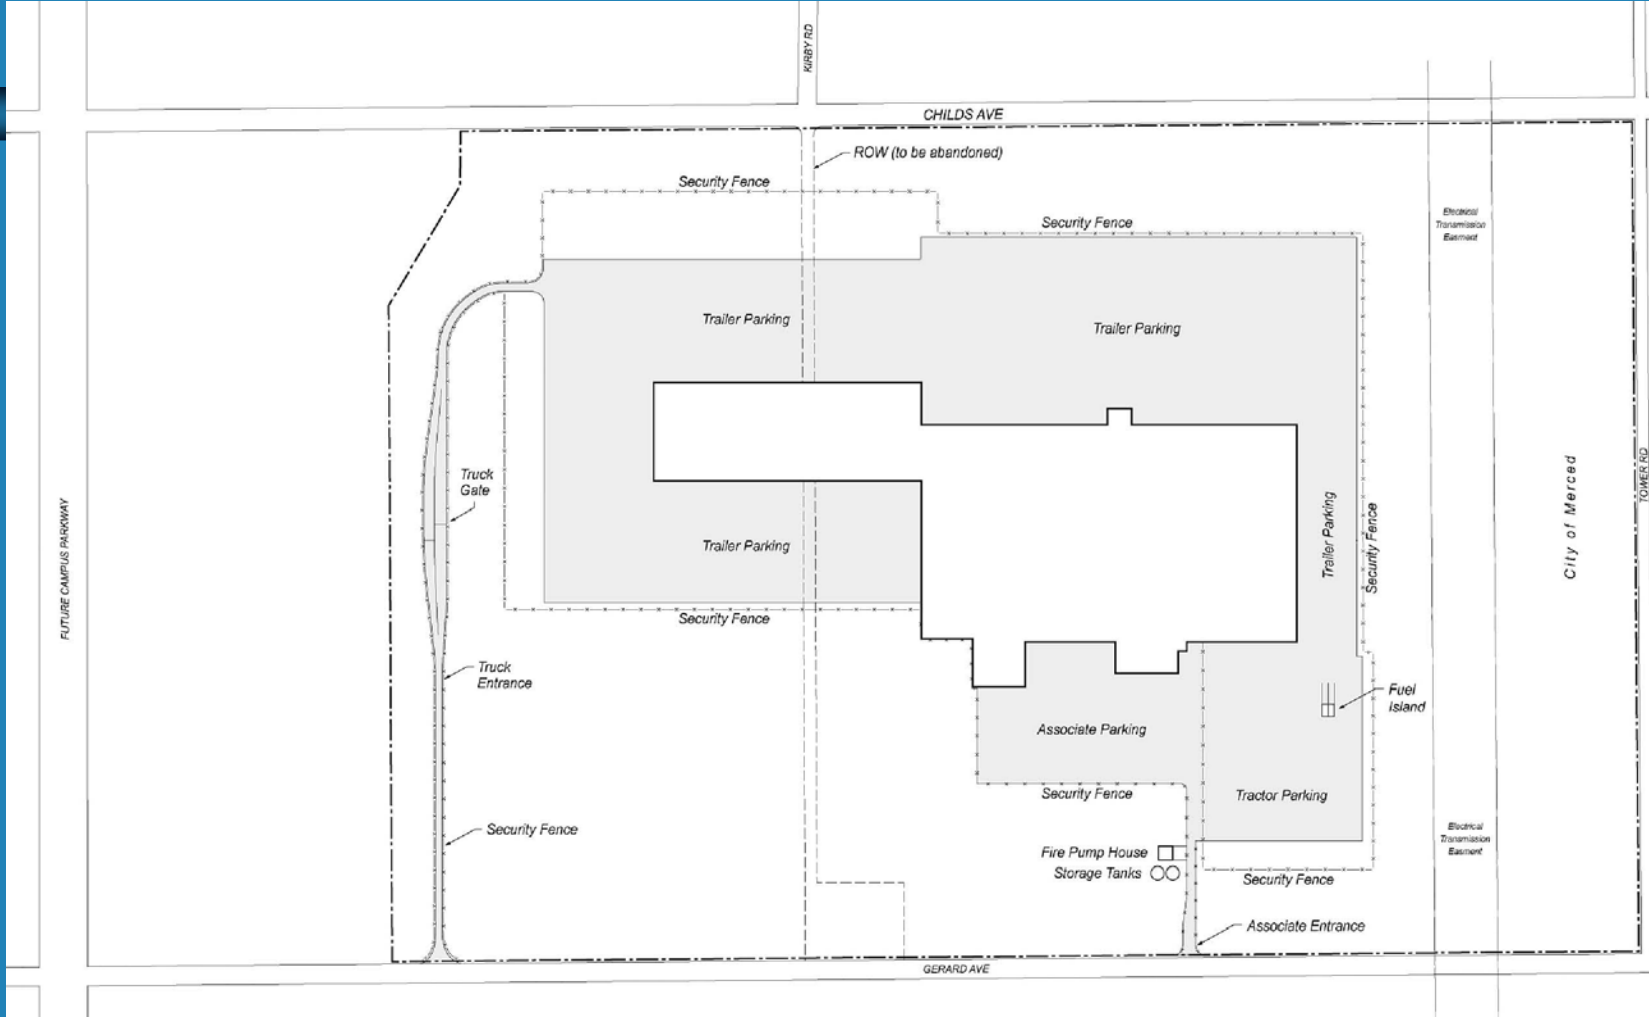 KIRBY RD
CHILDS AVE
ROW (to be abandoned)
Security Fence
Security Fence
Electrical
Transmission
Easment
Trailer Parking
Trailer Parking
Truck
Gate
Trailer Parking
Trailer Parking
Security Fence
City of Merced
TOWER RD
FUTURE CAMPUS PARKWAY
Security Fence
Truck
Entrance
Fuel
Island
Associate Parking
Security Fence
Tractor Parking
Security Fence
Electrical
Transmission
Easment
Fire Pump House
Storage Tanks
Security Fence
Associate Entrance
GERARD AVE